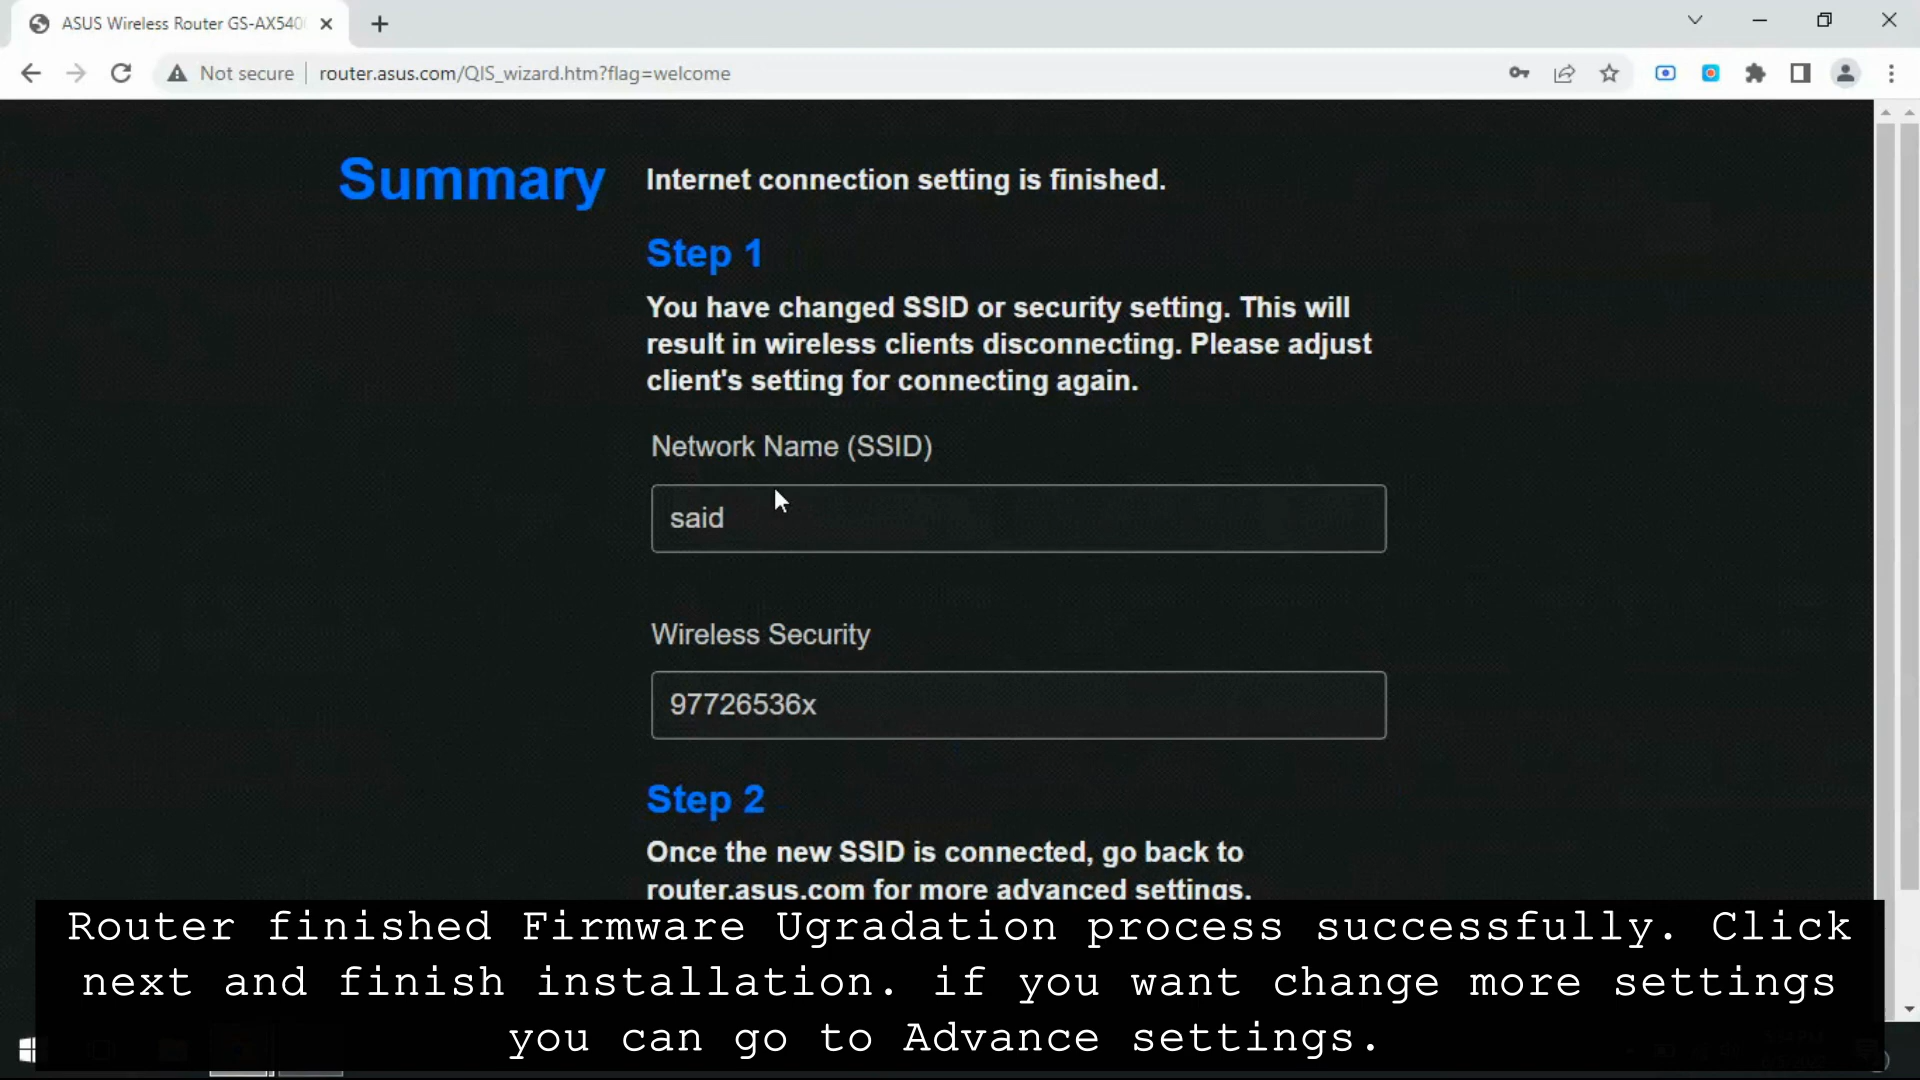 ASUS Wireless Router GS-AX540
Not secure
router.asus.com/QIS_wizard.htm?flag=welcome
Summary
Internet connection setting is finished.
Step 1
You have changed SSID or security setting. This will
result in wireless clients disconnecting. Please adjust
client's setting for connecting again.
Network Name (SSID)
said
Wireless Security
97726536x
Step 2
Once the new SSID is connected, go back to
router.asus.com for more advanced settings.
Router finished Firmware Ugradation process successfully. Click
next and finish installation. if you want change more settings
you can go to Advance settings.